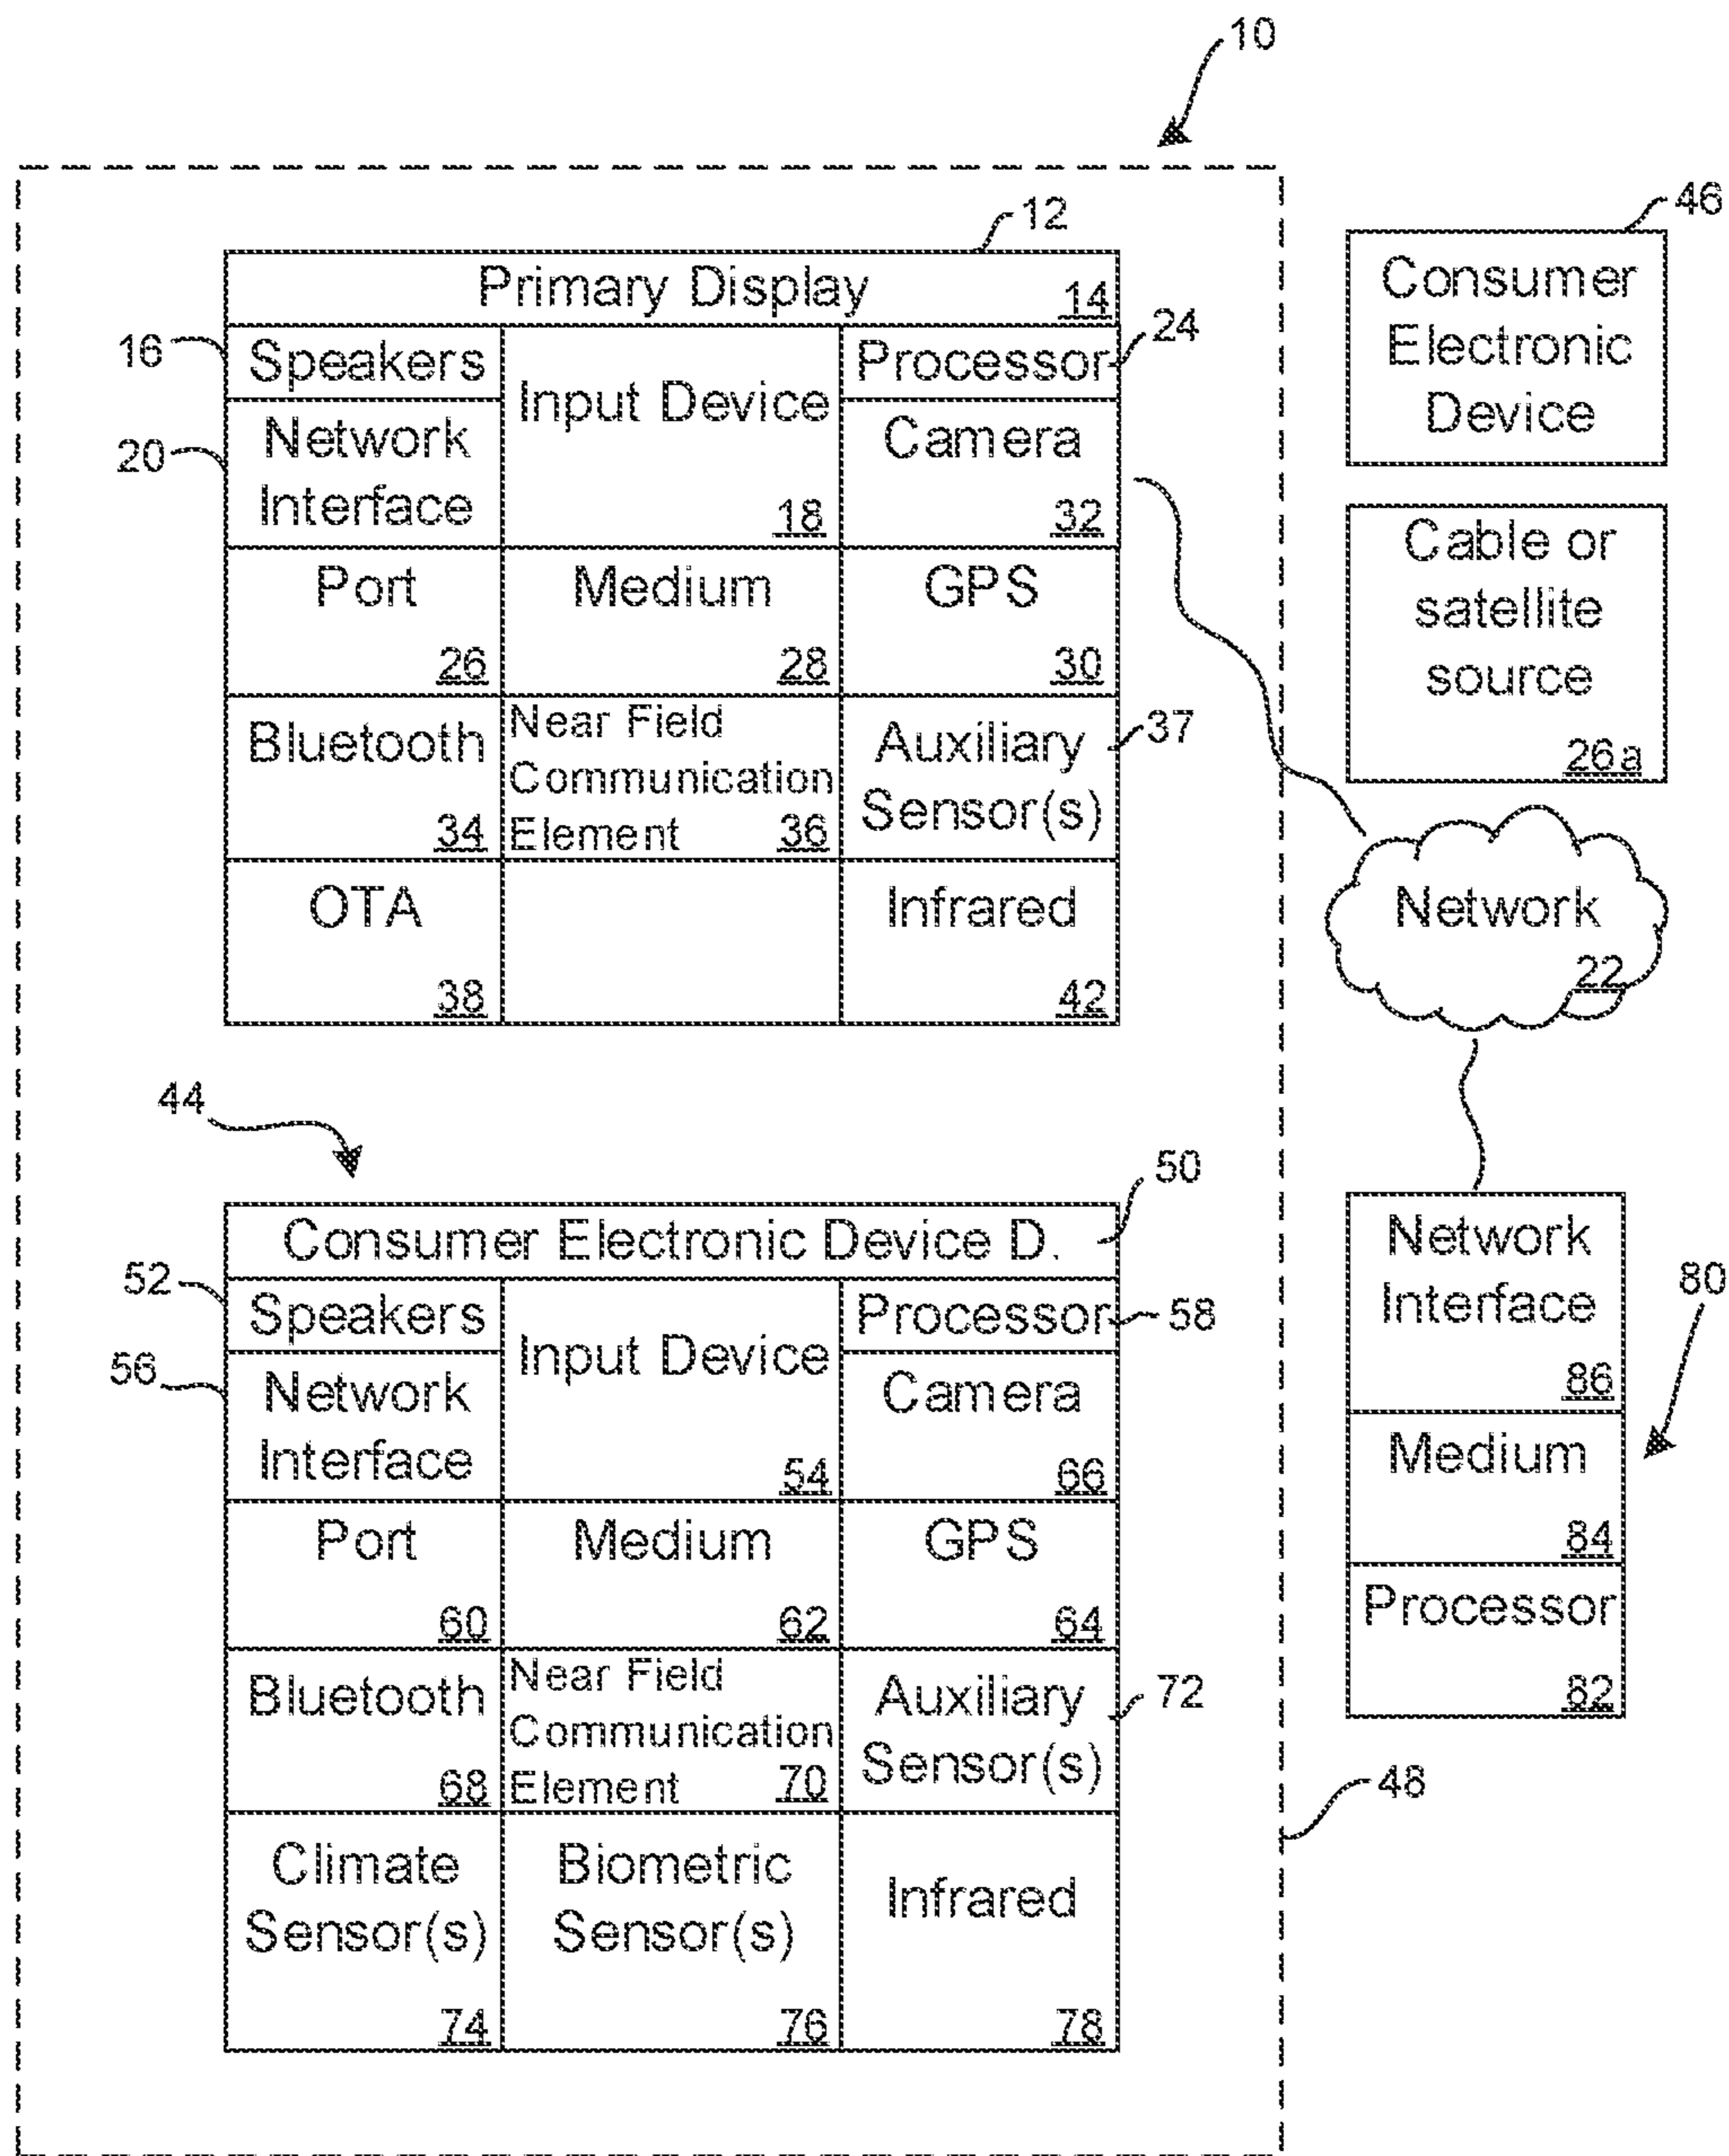 10
12
46
Primary Display 14
Consumer
Electronic
Device
16 Speakers
Input Device
18
Processor 24
20 Network
Interface
Camera
32
Cable or
satellite
source
26a
Port
26
Medium
28
GPS
30
Bluetooth
34
Near Field
Communication
Element 36
Auxiliary 37
Sensor(s)
OTA
38
Infrared
42
Network
22
44
50
Consumer Electronic Device D.
52 Speakers
Input Device
54
Processor 58
56 Network
Interface
Camera
66
Port
60
Medium
62
GPS
64
Bluetooth
68
Near Field
Communication
Element 70
Auxiliary 72
Sensor(s)
Climate
Sensor(s)
74
Biometric
Sensor(s)
76
Infrared
78
Network
Interface
86
80
Medium
84
Processor
82
48